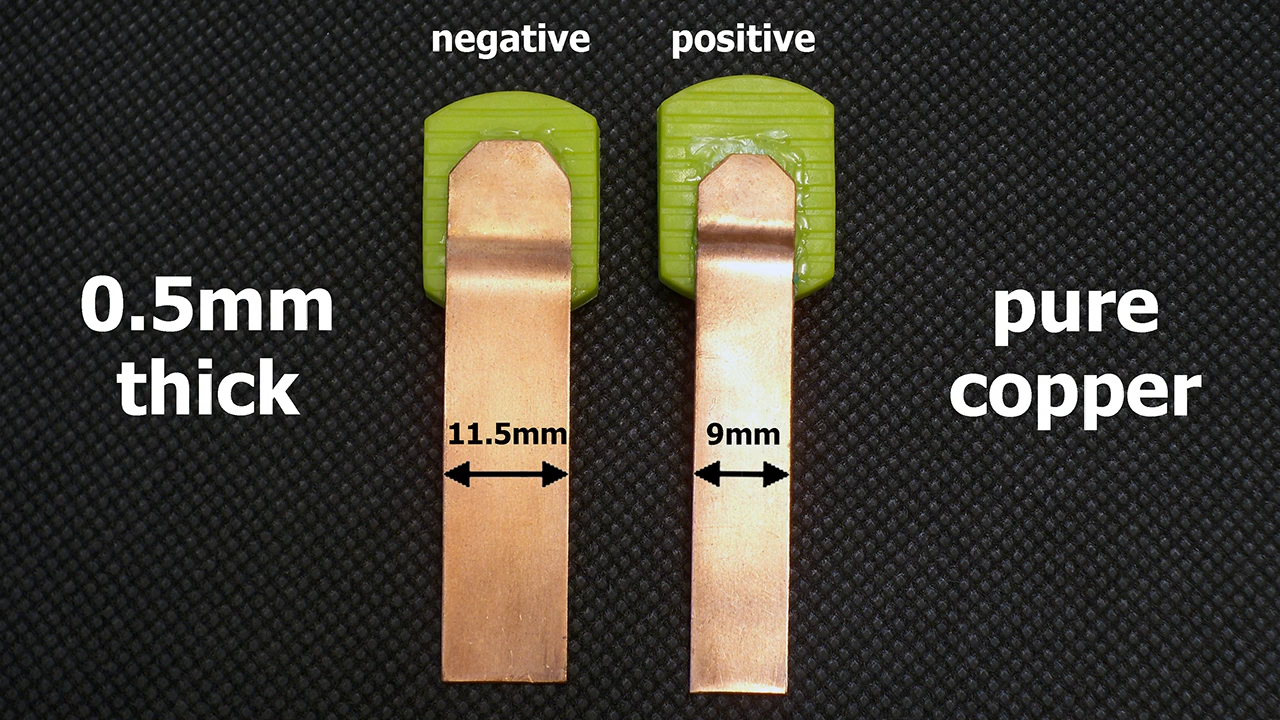 negative
positive
0.5mm
thick
pure
copper
11.5mm
9mm